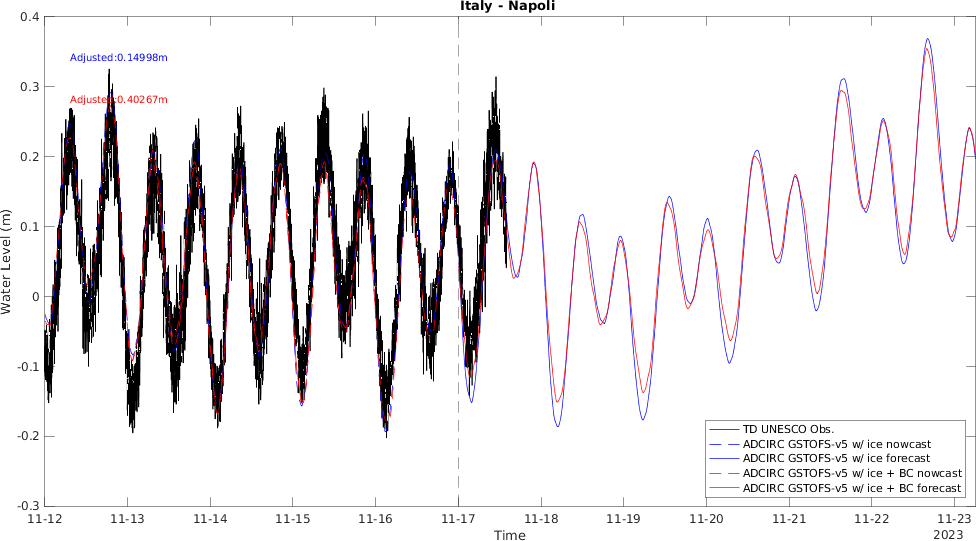 Italy - Napoli
Adjusted:0.14998m
Adjusted:0.40267m
Water Level (m)
0.4
0.3
0.2
0.1
0
-0.1
-0.2
-0.3
TD UNESCO Obs.
ADCIRC GSTOFS-v5 w/ ice nowcast
ADCIRC GSTOFS-v5 w/ ice forecast
ADCIRC GSTOFS-v5 w/ ice + BC nowcast
ADCIRC GSTOFS-v5 w/ ice + BC forecast
11-12 11-13 11-14 11-15 11-16 11-17 11-18 11-19 11-20 11-21 11-22 11-23
Time
2023